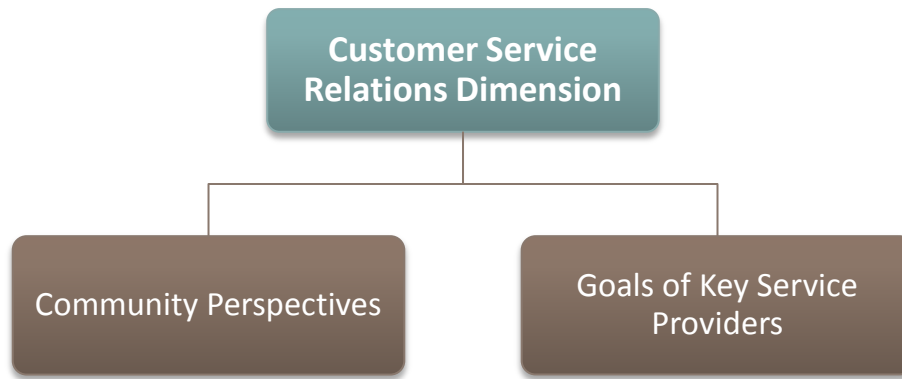 Customer Service
Relations Dimension
Community Perspectives
Goals of Key Service
Providers